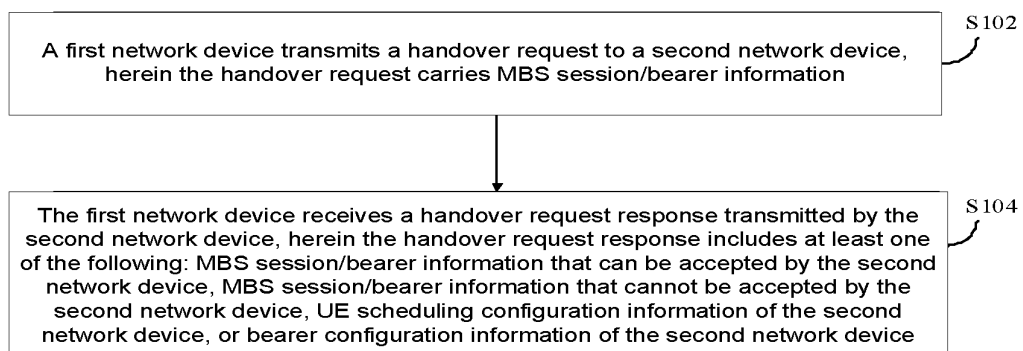 S102
A first network device transmits a handover request to a second network device,
herein the handover request carries MBS session/bearer information
S104
The first network device receives a handover request response transmitted by the
second network device, herein the handover request response includes at least one
of the following: MBS session/bearer information that can be accepted by the second
network device, MBS session/bearer information that cannot be accepted by the
second network device, UE scheduling configuration information of the second
network device, or bearer configuration information of the second network device